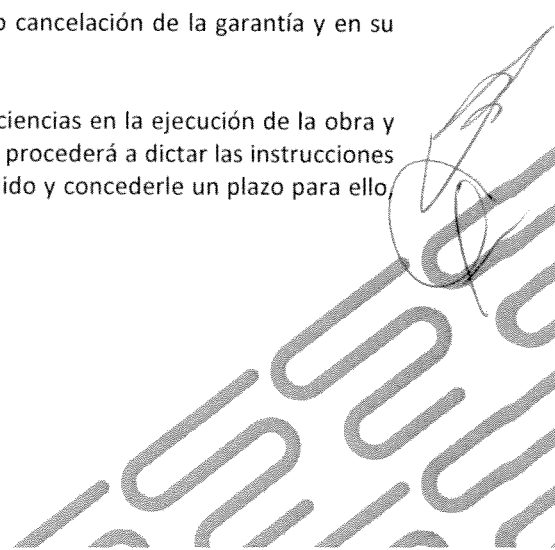 cancelación de la garantía y en su
ciencias en la ejecución de la obra y
procederá a dictar las instrucciones
ido y concederle un plazo para ello,